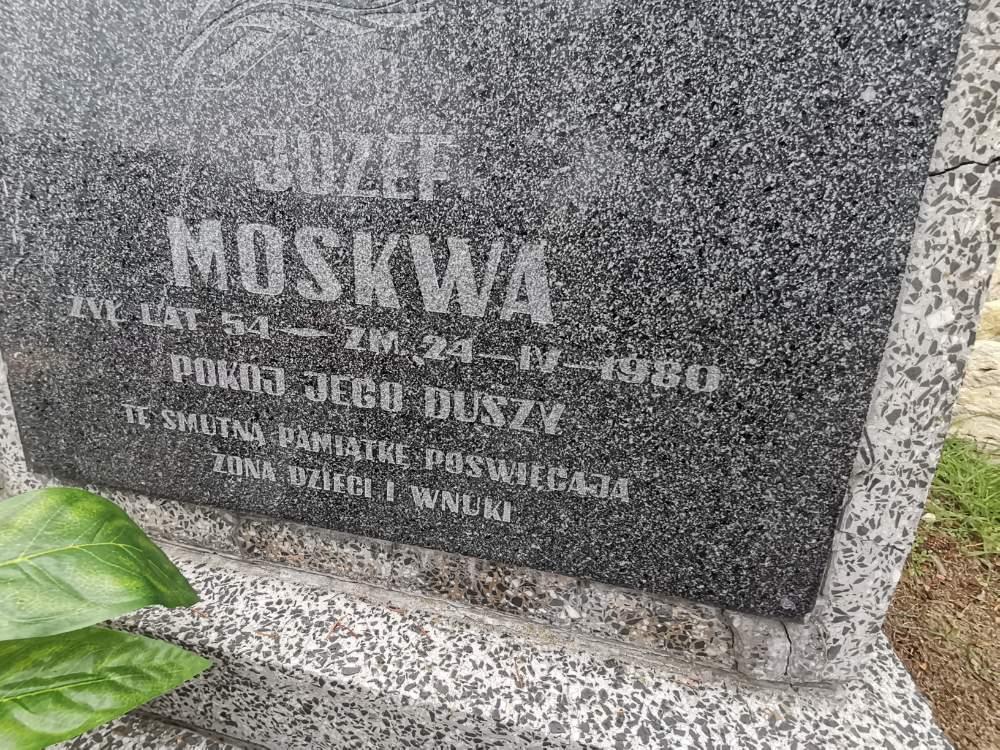 JÓZEF
MOSKWA
ŻYŁ LAT 54 — ZM. 24—IV—1980
POKÓJ JEGO DUSZY
TĘ SMUTNĄ PAMIĄTKĘ POŚWIĘCAJĄ
ŻONA DZIECI I WNUKI